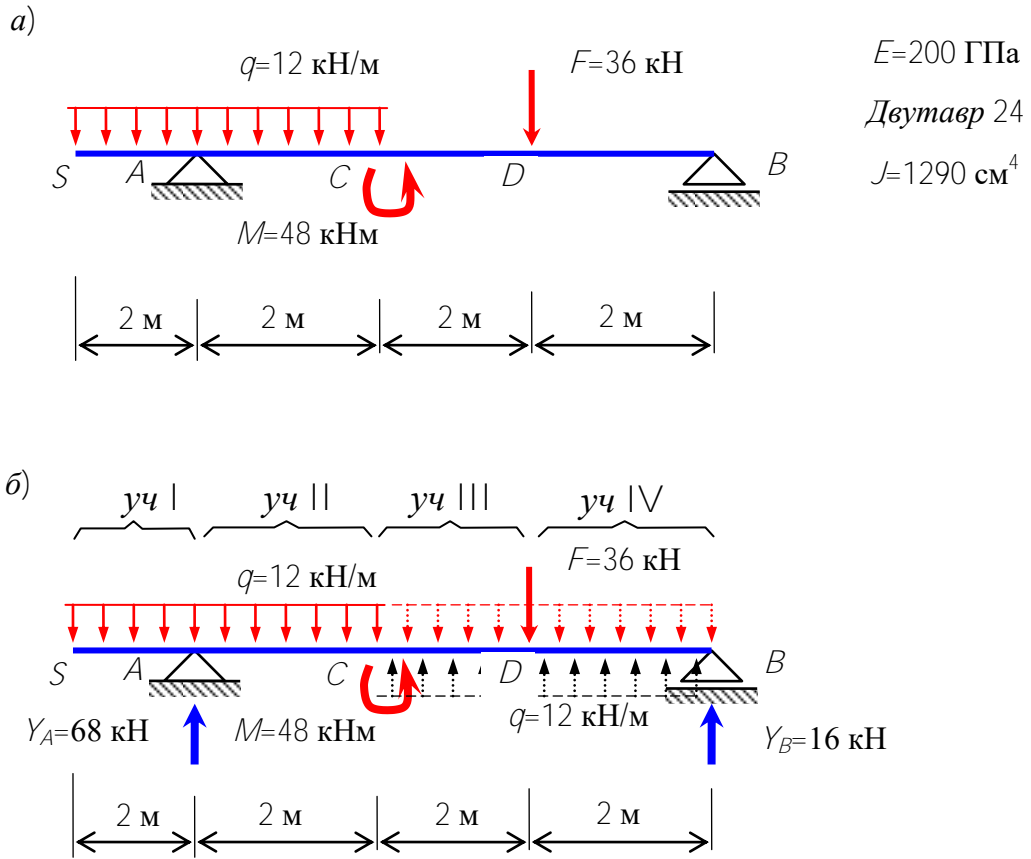 а)
q=12 кН/м F=36 кН E=200 ГПа
Двутавр 24
J=1290 см⁴
S A C D B
M=48 кНм
2 м 2 м 2 м 2 м
б)
уч I уч II уч III уч IV
q=12 кН/м F=36 кН
S A C D B
Y_A=68 кН M=48 кНм q=12 кН/м Y_B=16 кН
2 м 2 м 2 м 2 м